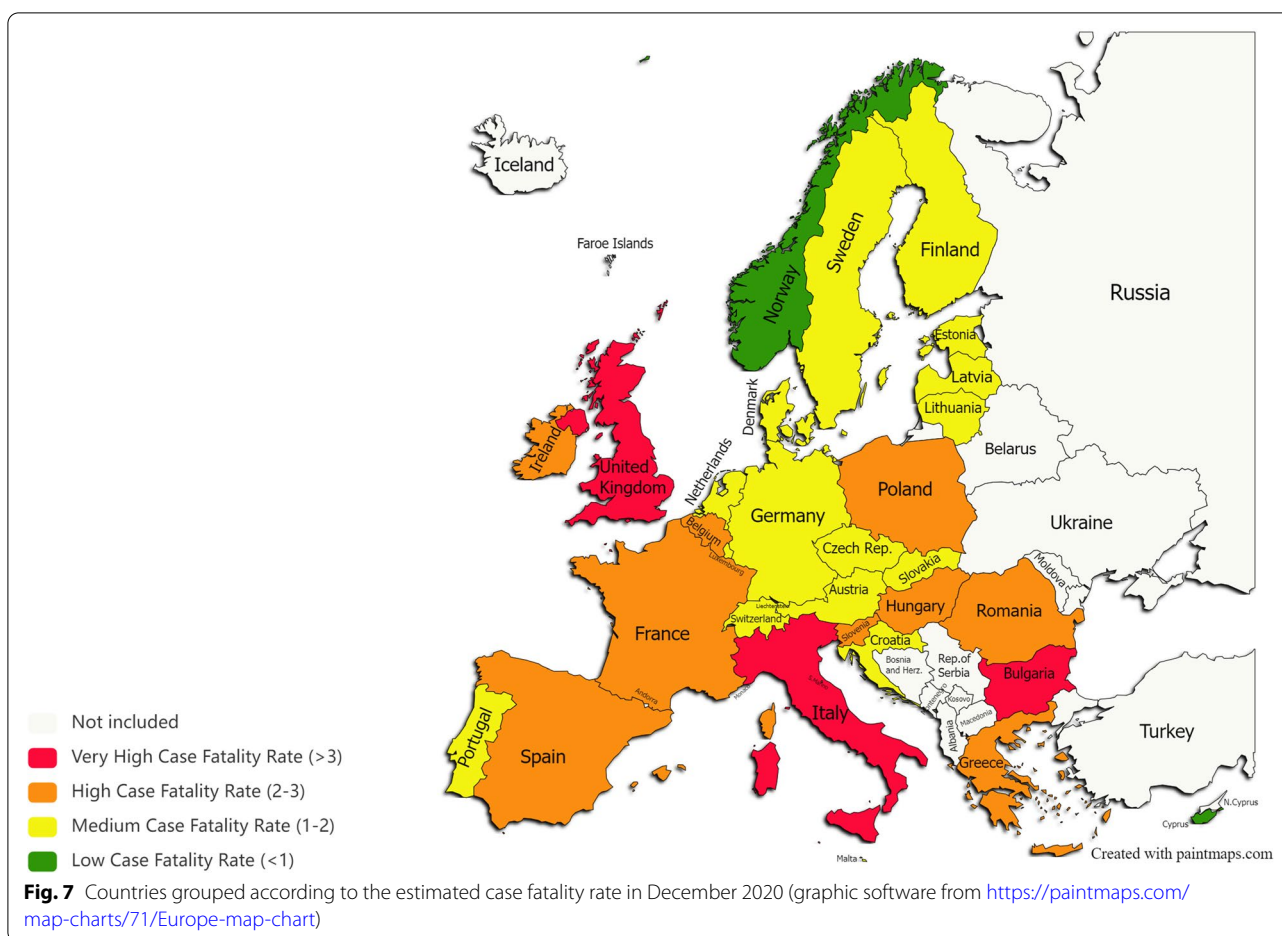 Iceland
Faroe Islands
Norway
Sweden
Finland
Russia
Estonia
Latvia
Lithuania
Denmark
Belarus
Ireland
United
Kingdom
Netherlands
Poland
Germany
Belgium
Luxembourg
Ukraine
Czech Rep.
Slovakia
Moldova
Austria
Liechtenstein
Switzerland
Hungary
Romania
France
Slovenia
Croatia
Bosnia
and Herz.
Rep.of
Serbia
Bulgaria
Monaco
Andorra
Italy
Kosovo
Macedonia
Albania
Portugal
Spain
Greece
Turkey
N.Cyprus
Cyprus
Malta
Not included
Very High Case Fatality Rate (>3)
High Case Fatality Rate (2-3)
Medium Case Fatality Rate (1-2)
Low Case Fatality Rate (<1)
Created with paintmaps.com
Fig. 7 Countries grouped according to the estimated case fatality rate in December 2020 (graphic software from https://paintmaps.com/
map-charts/71/Europe-map-chart)